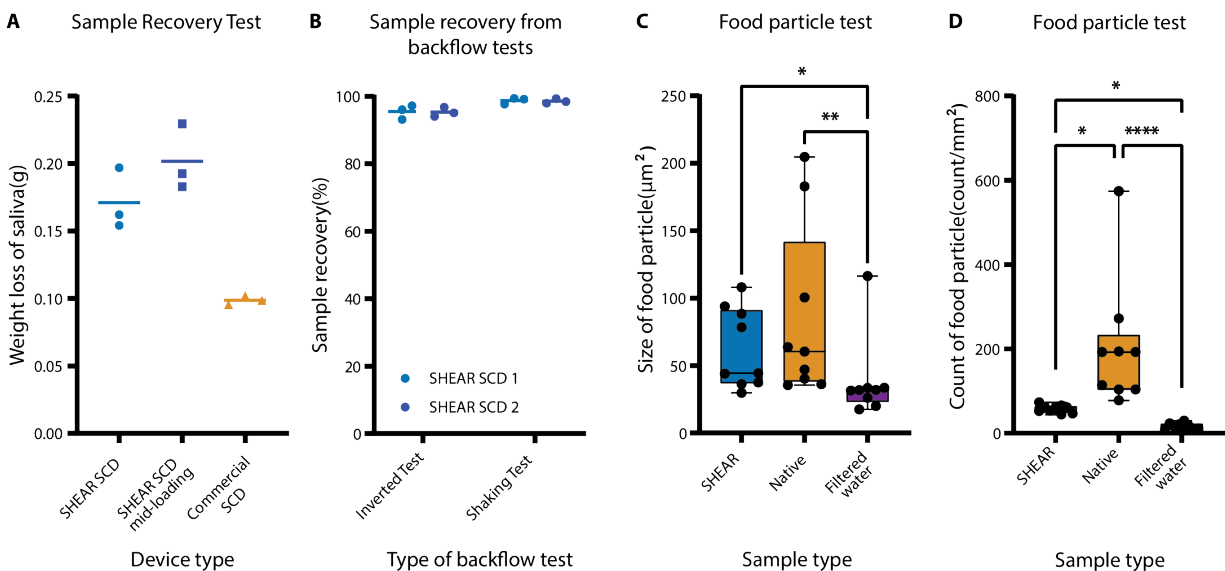 A
Sample Recovery Test
Weight loss of saliva(g)
0.25
0.20
0.15
0.10
0.05
0.00
SHEAR SCD
SHEAR SCD
mid-loading
Commercial
SCD
Device type
B
Sample recovery from
backflow tests
Sample recovery(%)
100
80
60
40
20
0
SHEAR SCD 1
SHEAR SCD 2
Inverted Test
Shaking Test
Type of backflow test
C
Food particle test
Size of food particle(µm²)
250
200
150
100
50
0
*
**
SHEAR
Native
Filtered
water
Sample type
D
Food particle test
Count of food particle(count/mm²)
800
600
400
200
0
*
*
****
SHEAR
Native
Filtered
water
Sample type